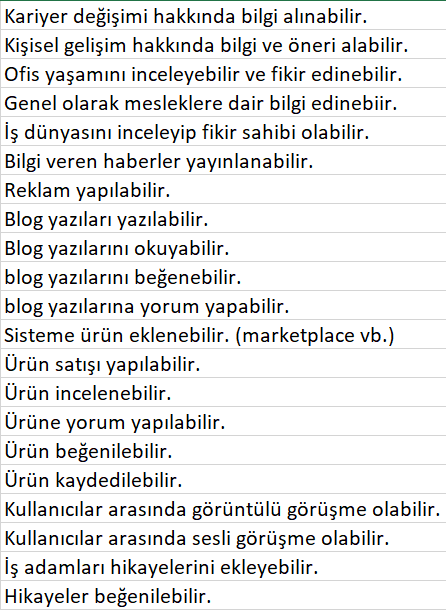 Kariyer değişimi hakkında bilgi alınabilir.
Kişisel gelişim hakkında bilgi ve öneri alabilir.
Ofis yaşamını inceleyebilir ve fikir edinebilir.
Genel olarak mesleklere dair bilgi edinebiir.
İş dünyasını inceleyip fikir sahibi olabilir.
Bilgi veren haberler yayınlanabilir.
Reklam yapılabilir.
Blog yazıları yazılabilir.
Blog yazılarını okuyabilir.
blog yazılarını beğenebilir.
blog yazılarına yorum yapabilir.
Sisteme ürün eklenebilir. (marketplace vb.)
Ürün satışı yapılabilir.
Ürün incelenebilir.
Ürüne yorum yapılabilir.
Ürün beğenilebilir.
Ürün kaydedilebilir.
Kullanıcılar arasında görüntülü görüşme olabilir.
Kullanıcılar arasında sesli görüşme olabilir.
İş adamları hikayelerini ekleyebilir.
Hikayeler beğenilebilir.